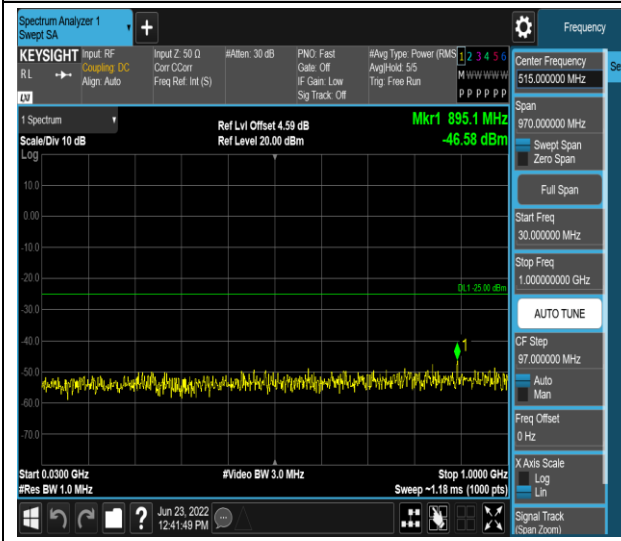 Spectrum Analyzer 1
Swept SA
+
Frequency
KEYSIGHT
RL
Input: RF
Coupling: DC
Align: Auto
Input Z: 50 Ω
Corr CCorr
Freq Ref: Int (S)
#Atten: 30 dB
PNO: Fast
Gate: Off
IF Gain: Low
Sig Track: Off
#Avg Type: Power (RMS
Avg|Hold: 5/5
Trig: Free Run
1 2 3 4 5 6
M W W W W W
P P P P P P
LXI
1 Spectrum
Scale/Div 10 dB
Ref Lvl Offset 4.59 dB
Ref Level 20.00 dBm
Mkr1 895.1 MHz
-46.58 dBm
Log
10.0
0.00
-10.0
-20.0
DL1 -25.00 dBm
-30.0
-40.0
1
-50.0
-60.0
-70.0
Start 0.0300 GHz
#Res BW 1.0 MHz
#Video BW 3.0 MHz
Stop 1.0000 GHz
Sweep ~1.18 ms (1000 pts)
?
Jun 23, 2022
12:41:49 PM
Center Frequency
515.000000 MHz
Se
Span
970.000000 MHz
Swept Span
Zero Span
Full Span
Start Freq
30.000000 MHz
Stop Freq
1.000000000 GHz
AUTO TUNE
CF Step
97.000000 MHz
Auto
Man
Freq Offset
0 Hz
X Axis Scale
Log
Lin
Signal Track
(Span Zoom)